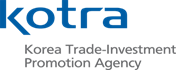 kotra
Korea Trade-Investment
Promotion Agency